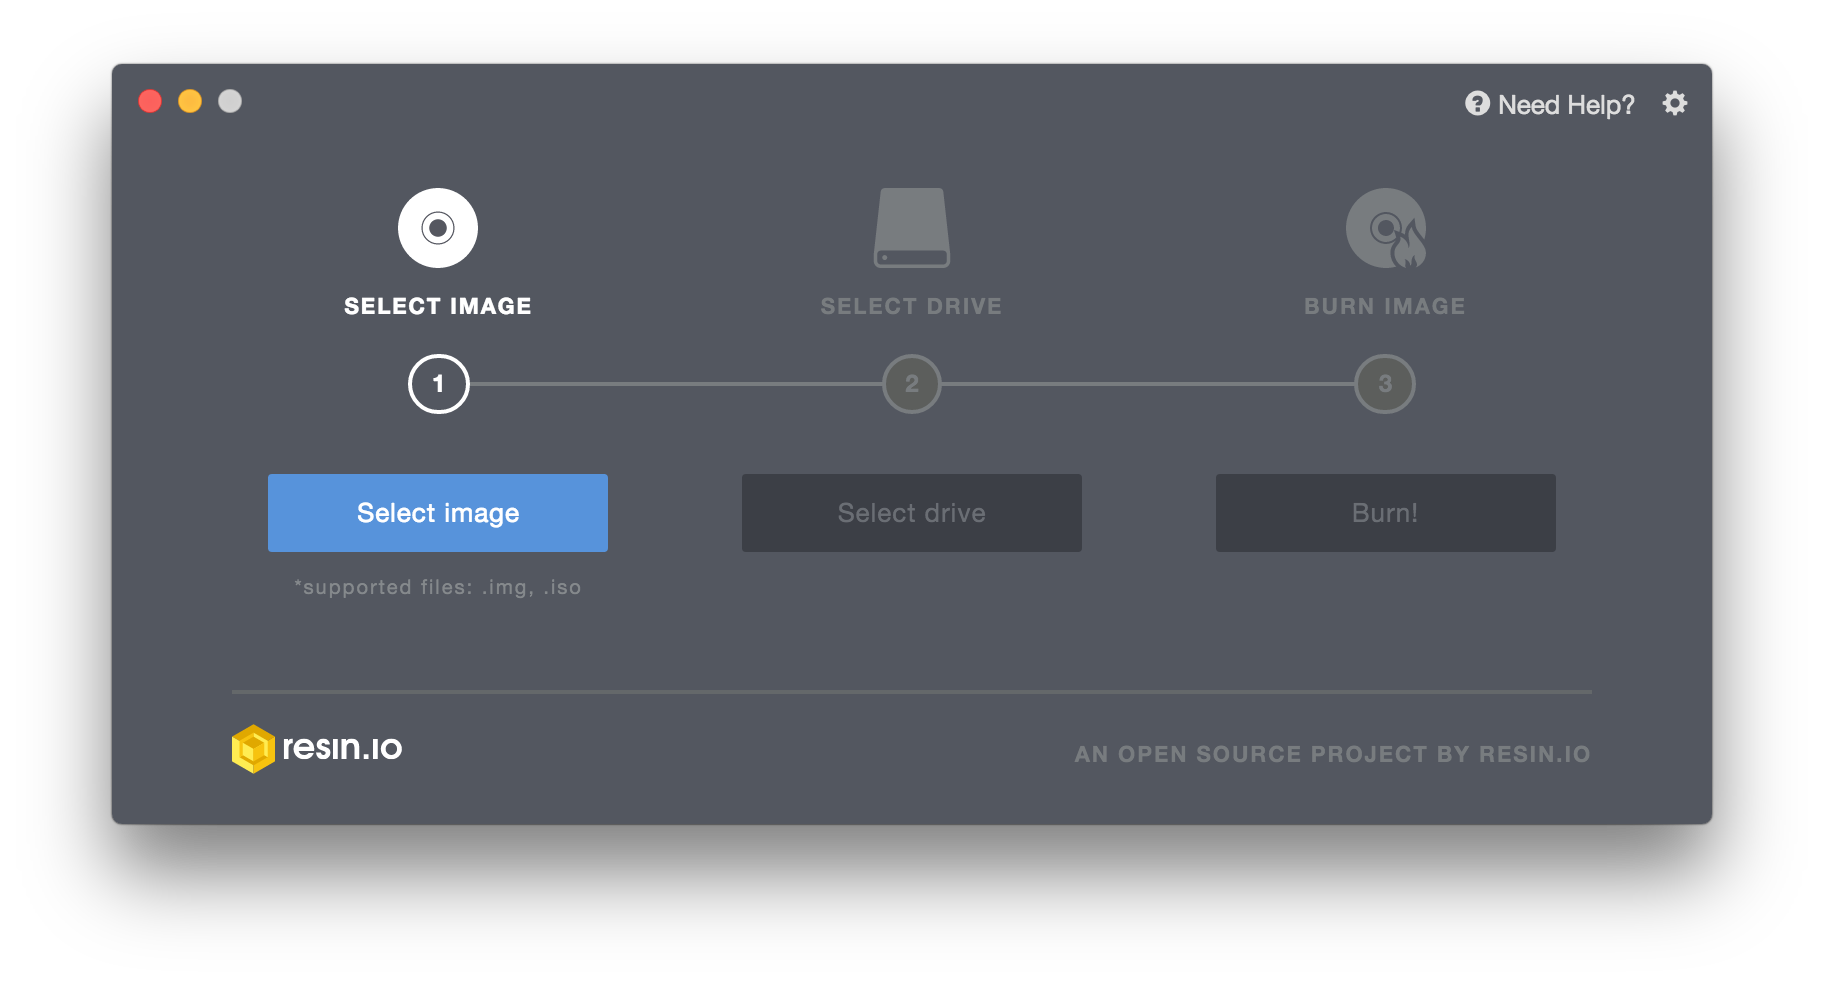 Need Help?
SELECT IMAGE
SELECT DRIVE
BURN IMAGE
1
2
3
Select image
Select drive
Burn!
*supported files: .img, .iso
resin.io
AN OPEN SOURCE PROJECT BY RESIN.IO